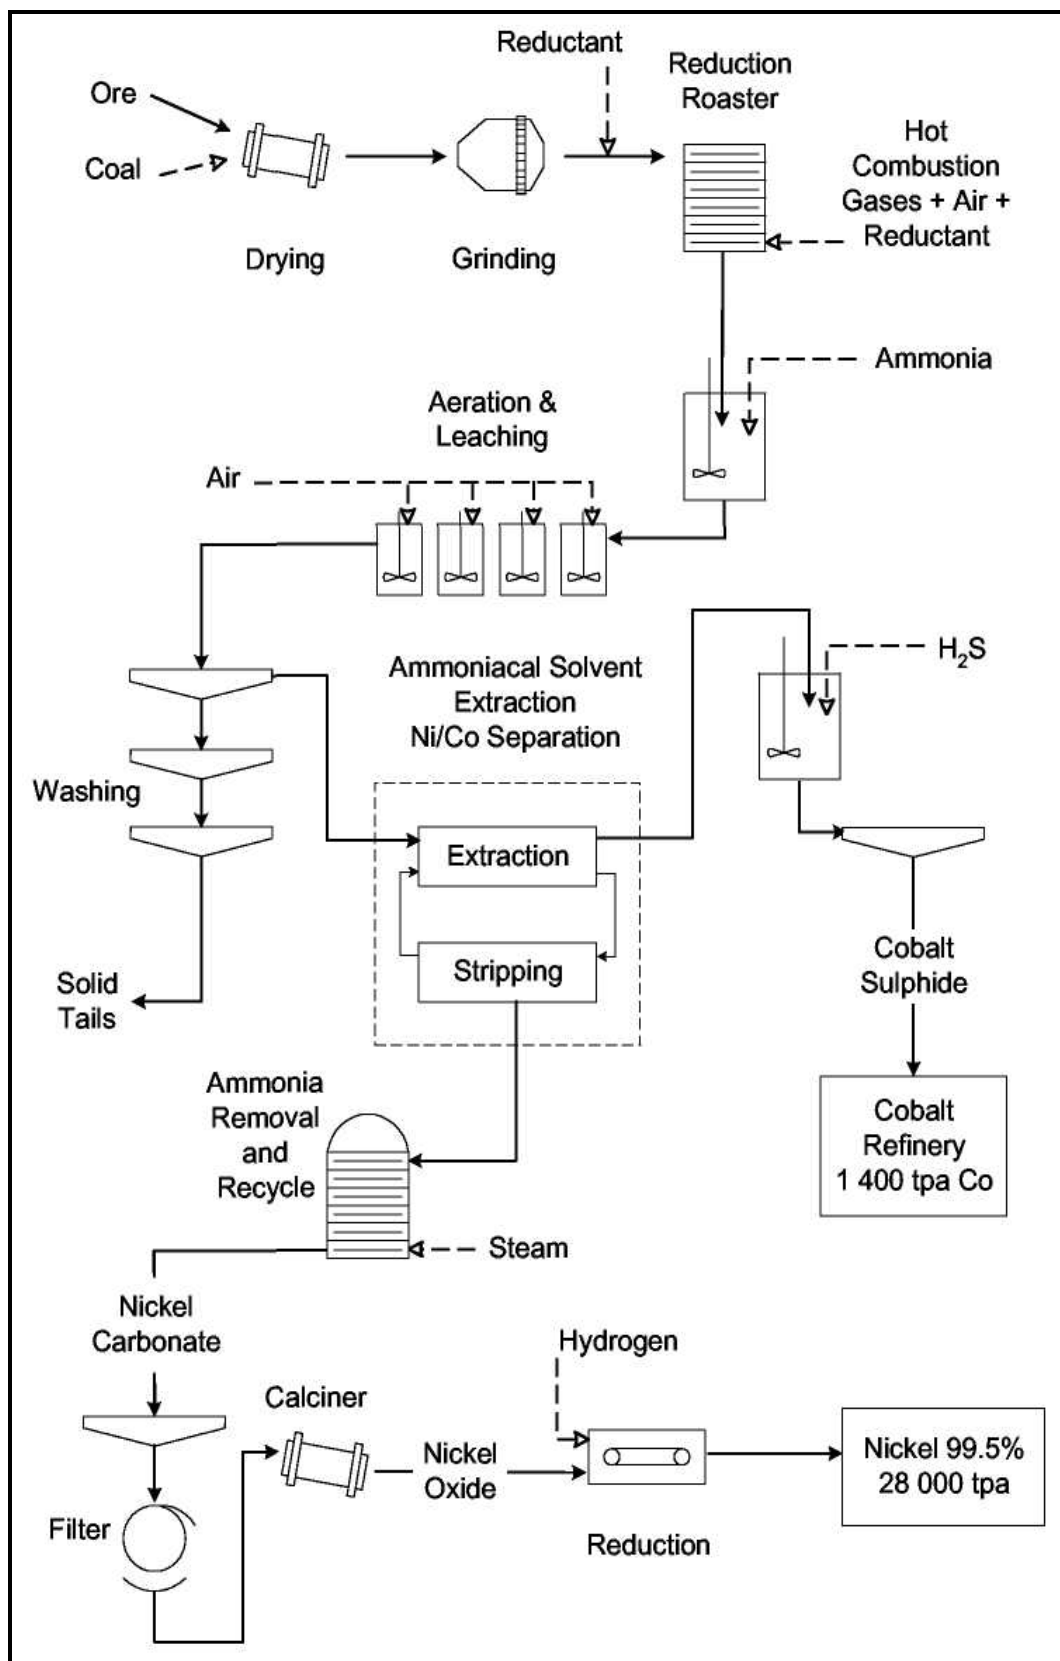 Reductant
Reduction
Roaster
Ore
Coal
Hot
Combustion
Gases + Air +
Reductant
Drying
Grinding
Ammonia
Aeration &
Leaching
Air
Ammoniacal Solvent
Extraction
Ni/Co Separation
H₂S
Washing
Extraction
Stripping
Solid
Tails
Cobalt
Sulphide
Ammonia
Removal
and
Recycle
Cobalt
Refinery
1 400 tpa Co
Steam
Nickel
Carbonate
Hydrogen
Calciner
Nickel
Oxide
Nickel 99.5%
28 000 tpa
Filter
Reduction